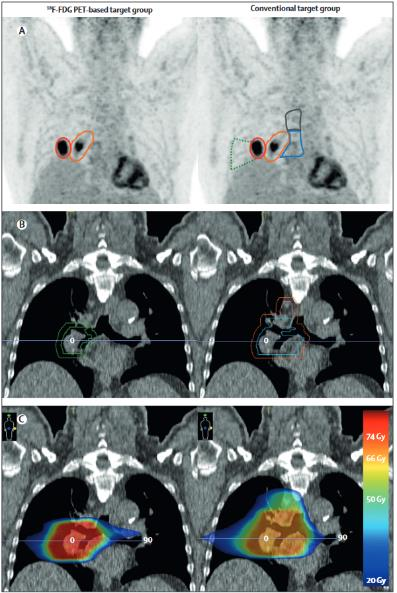 ¹⁸F-FDG PET-based target group
Conventional target group
A
B
0
0
C
74 Gy
66 Gy
50 Gy
20 Gy
0
90
0
90